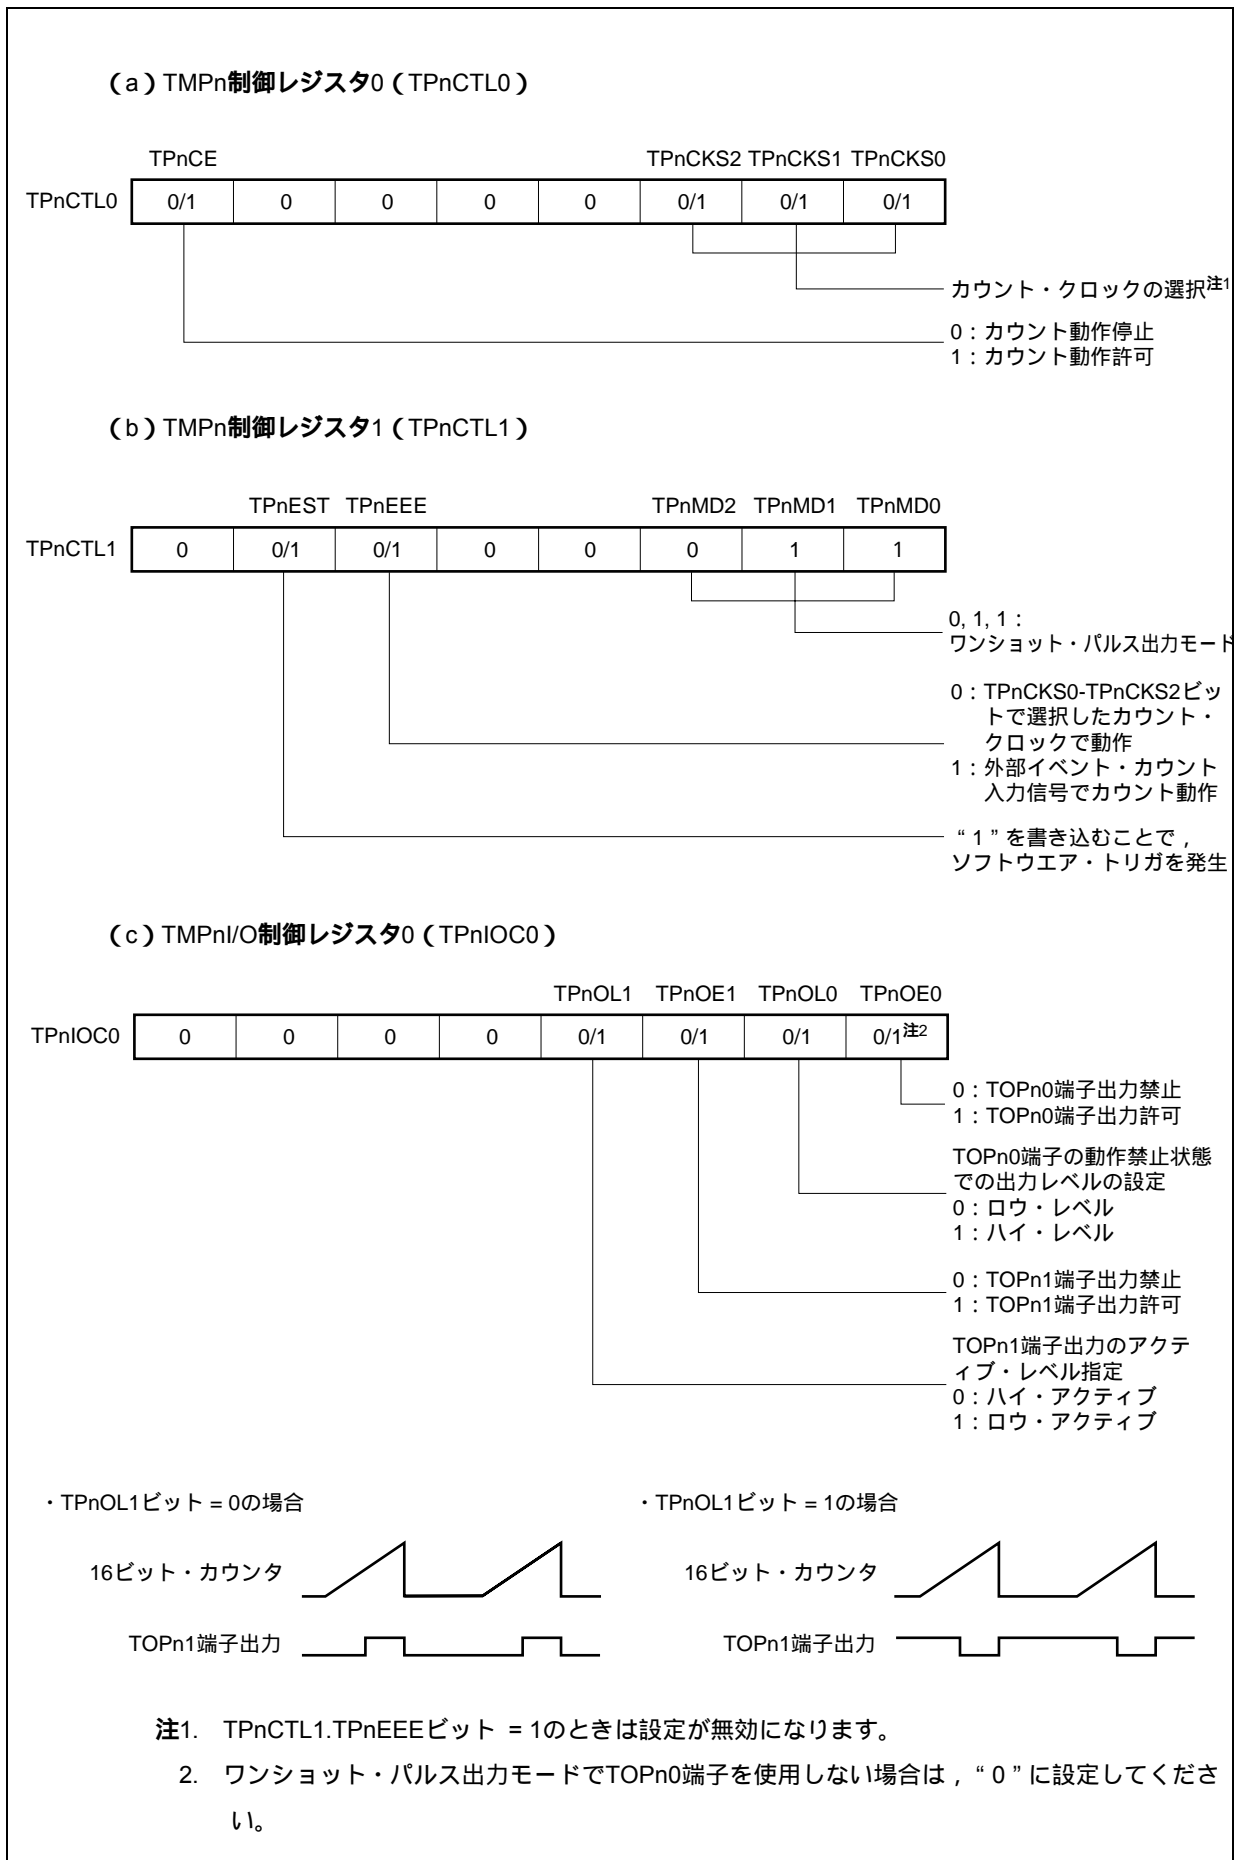 （a）TMPn制御レジスタ0（TPnCTL0）
TPnCE TPnCKS2 TPnCKS1 TPnCKS0
TPnCTL0 0/1 0 0 0 0 0/1 0/1 0/1
カウント・クロックの選択注1
0：カウント動作停止
1：カウント動作許可
（b）TMPn制御レジスタ1（TPnCTL1）
TPnEST TPnEEE TPnMD2 TPnMD1 TPnMD0
TPnCTL1 0 0/1 0/1 0 0 0 1 1
0, 1, 1：
ワンショット・パルス出力モード
0：TPnCKS0-TPnCKS2ビッ
トで選択したカウント・
クロックで動作
1：外部イベント・カウント
入力信号でカウント動作
“1”を書き込むことで，
ソフトウエア・トリガを発生
（c）TMPnI/O制御レジスタ0（TPnIOC0）
TPnOL1 TPnOE1 TPnOL0 TPnOE0
TPnIOC0 0 0 0 0 0/1 0/1 0/1 0/1注2
0：TOPn0端子出力禁止
1：TOPn0端子出力許可
TOPn0端子の動作禁止状態
での出力レベルの設定
0：ロウ・レベル
1：ハイ・レベル
0：TOPn1端子出力禁止
1：TOPn1端子出力許可
TOPn1端子出力のアクテ
ィブ・レベル指定
0：ハイ・アクティブ
1：ロウ・アクティブ
・TPnOL1ビット = 0の場合
16ビット・カウンタ
TOPn1端子出力
・TPnOL1ビット = 1の場合
16ビット・カウンタ
TOPn1端子出力
注1. TPnCTL1.TPnEEEビット = 1のときは設定が無効になります。
2. ワンショット・パルス出力モードでTOPn0端子を使用しない場合は，“0”に設定してくださ
い。